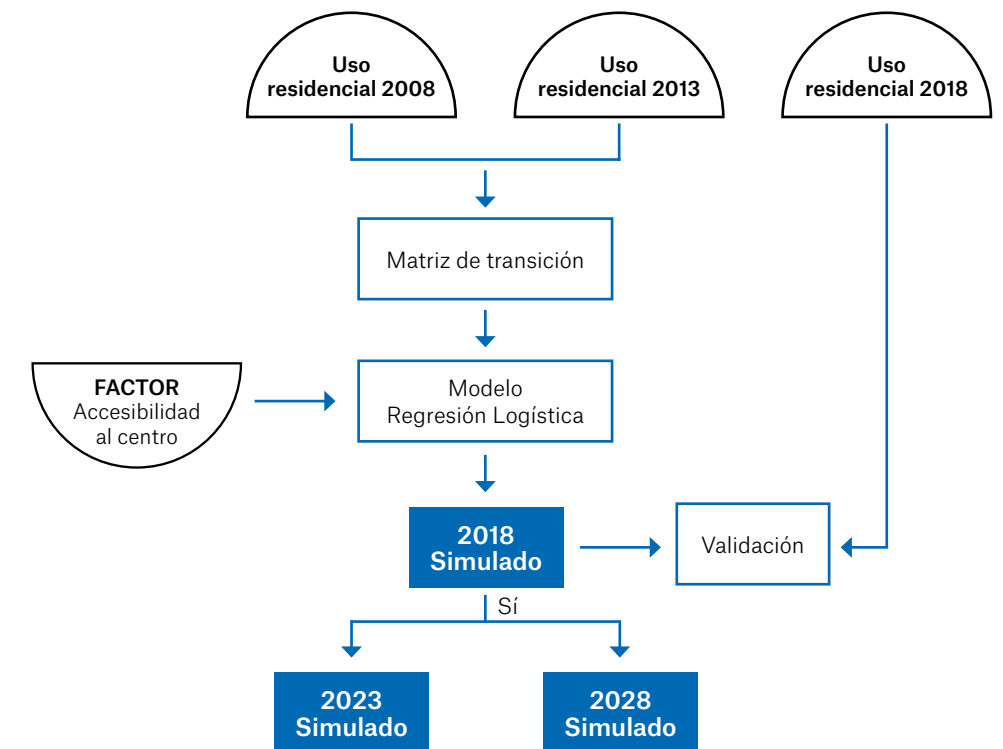 Uso
residencial 2008
Uso
residencial 2013
Uso
residencial 2018
Matriz de transición
FACTOR
Accesibilidad
al centro
Modelo
Regresión Logística
2018
Simulado
Validación
Sí
2023
Simulado
2028
Simulado